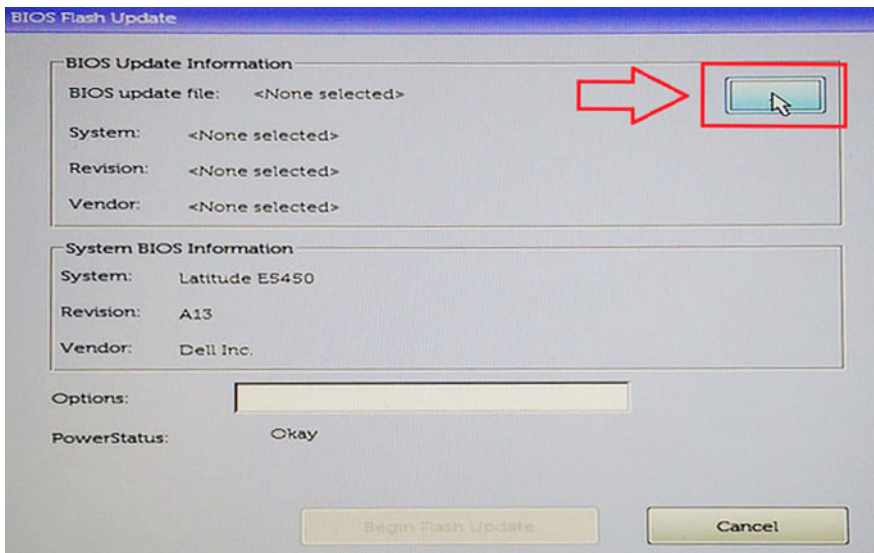 BIOS Flash Update
BIOS Update Information
BIOS update file: <None selected>
System: <None selected>
Revision: <None selected>
Vendor: <None selected>
System BIOS Information
System: Latitude E5450
Revision: A13
Vendor: Dell Inc.
Options:
PowerStatus: Okay
Begin Flash Update
Cancel